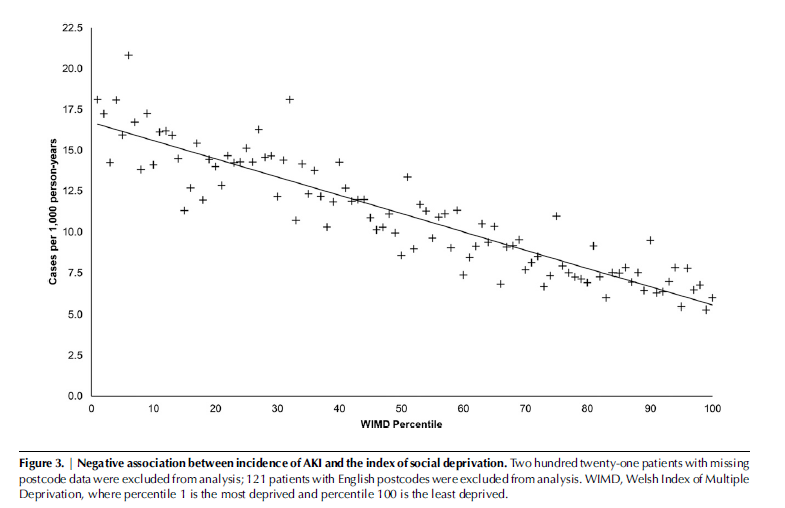 22.5
20.0
17.5
15.0
12.5
10.0
7.5
5.0
2.5
0.0
Cases per 1,000 person-years
0 10 20 30 40 50 60 70 80 90 100
WIMD Percentile
Figure 3. | Negative association between incidence of AKI and the index of social deprivation. Two hundred twenty-one patients with missing
postcode data were excluded from analysis; 121 patients with English postcodes were excluded from analysis. WIMD, Welsh Index of Multiple
Deprivation, where percentile 1 is the most deprived and percentile 100 is the least deprived.